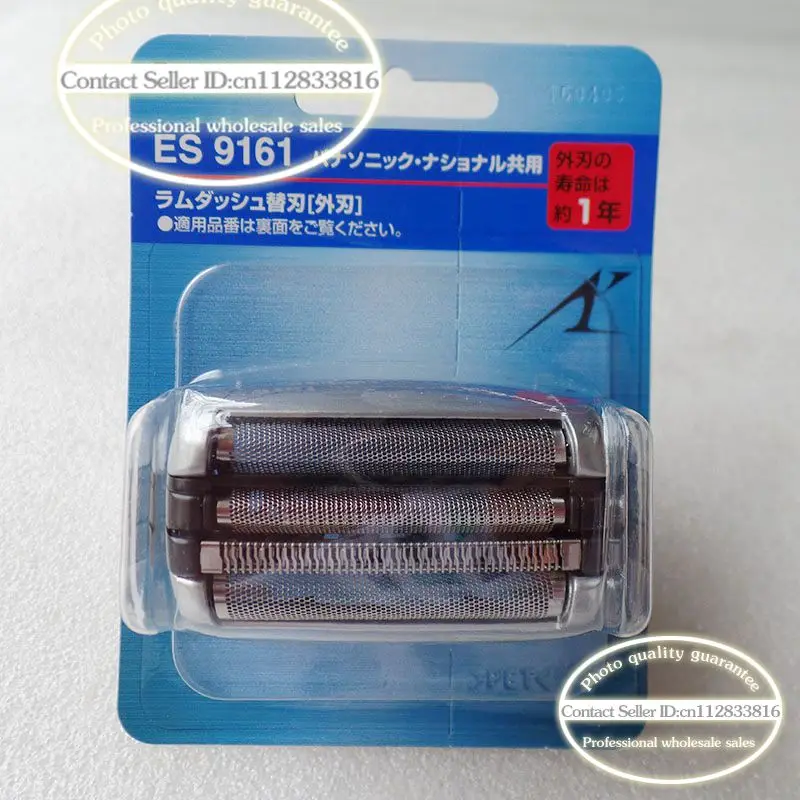 Photo quality guarantee
Contact Seller ID:cn112833816
Professional wholesale sales
ES 9161 パナソニック・ナショナル共用
ラムダッシュ替刃[外刃]
●適用品番は裏面をご覧ください。
外刃の
寿命は
約1年
Photo quality guarantee
Contact Seller ID:cn112833816
Professional wholesale sales